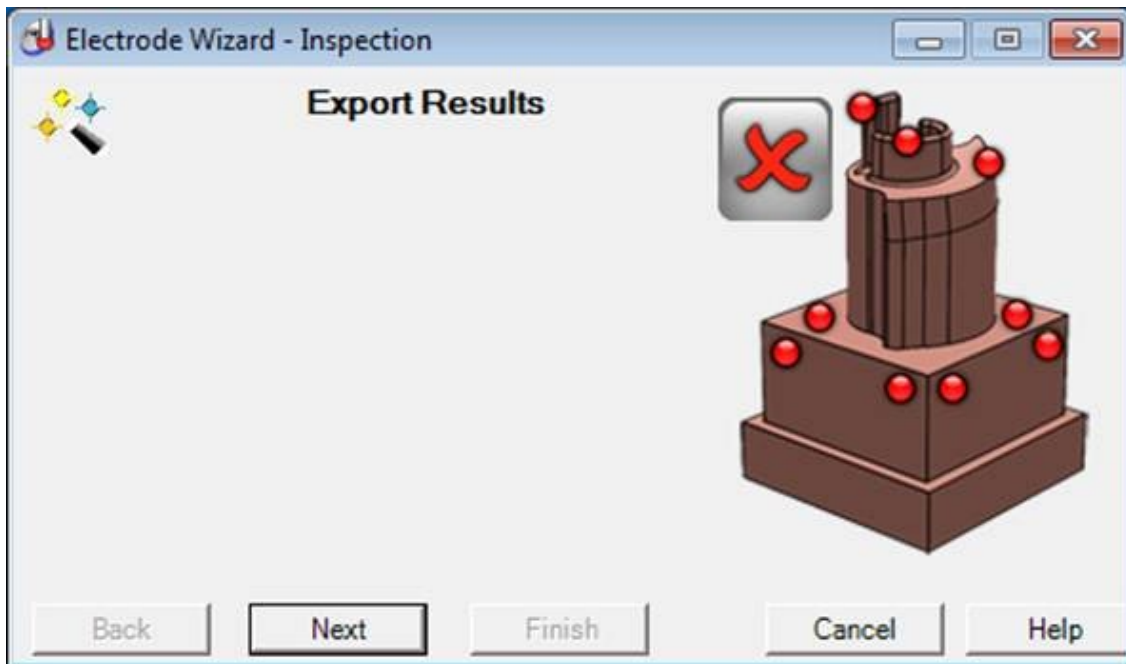 Electrode Wizard - Inspection
Export Results
Back Next Finish Cancel Help